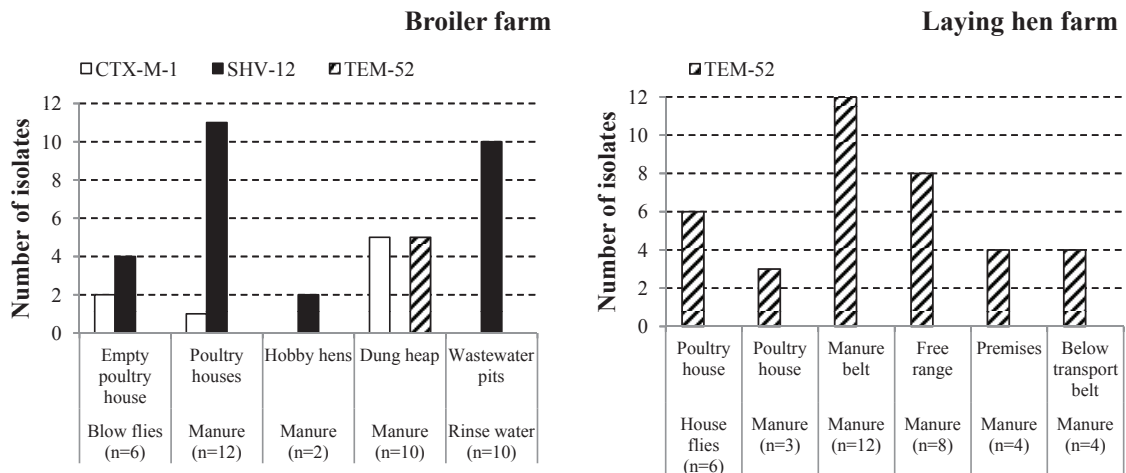 Broiler farm
CTX-M-1 SHV-12 TEM-52
Number of isolates
12
10
8
6
4
2
0
Empty poultry house
Poultry houses
Hobby hens
Dung heap
Wastewater pits
Blow flies (n=6)
Manure (n=12)
Manure (n=2)
Manure (n=10)
Rinse water (n=10)
Laying hen farm
TEM-52
Number of isolates
12
10
8
6
4
2
0
Poultry house
Poultry house
Manure belt
Free range
Premises
Below transport belt
House flies (n=6)
Manure (n=3)
Manure (n=12)
Manure (n=8)
Manure (n=4)
Manure (n=4)